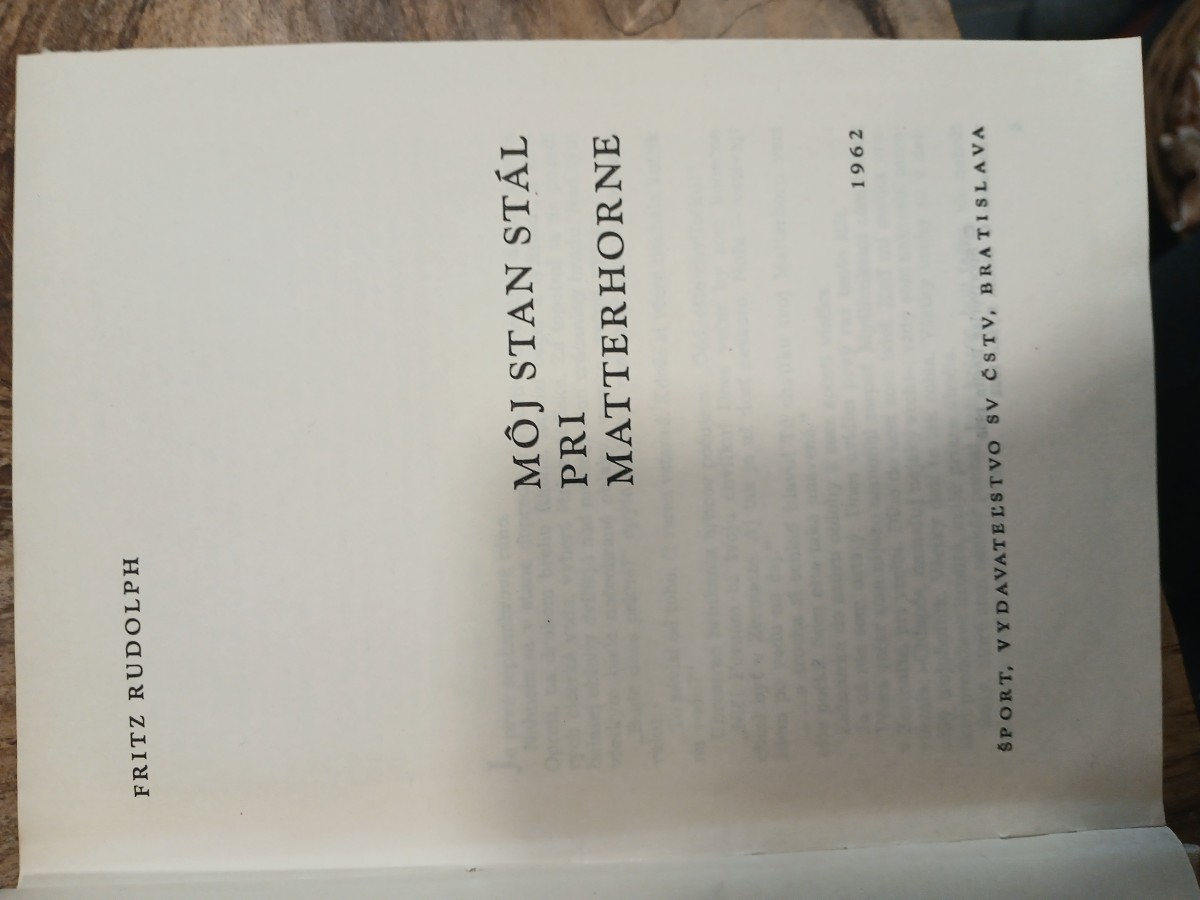 FRITZ RUDOLPH
MÔJ STAN STÁL
PRI
MATTERHORNE
1962
ŠPORT, VYDAVATEĽSTVO SV ČSTV, BRATISLAVA